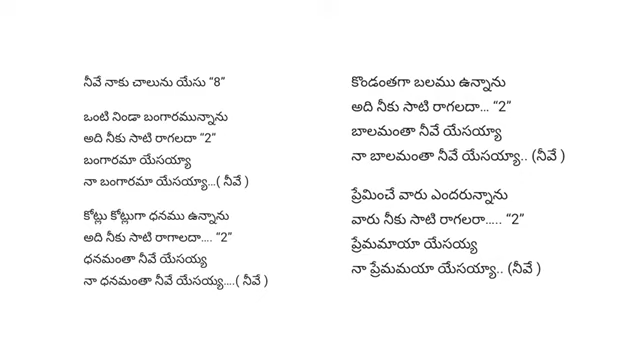 నీవే నాకు చాలును యేసు “8”
ఒంటి నిండా బంగారమున్నాను
అది నీకు సాటి రాగలదా “2”
బంగారమా యేసయ్యా
నా బంగారమా యేసయ్యా...( నీవే )
కోట్లు కోట్లుగా ధనము ఉన్నాను
అది నీకు సాటి రాగాలదా.... “2”
ధనమంతా నీవే యేసయ్య
నా ధనమంతా నీవే యేసయ్య....( నీవే )
కొండంతగా బలము ఉన్నాను
అది నీకు సాటి రాగలదా... “2”
బాలమంతా నీవే యేసయ్యా
నా బాలమంతా నీవే యేసయ్యా.. (నీవే )
ప్రేమించే వారు ఎందరున్నాను
వారు నీకు సాటి రాగలరా..... “2”
ప్రేమమాయా యేసయ్య
నా ప్రేమమయా యేసయ్యా.. (నీవే )